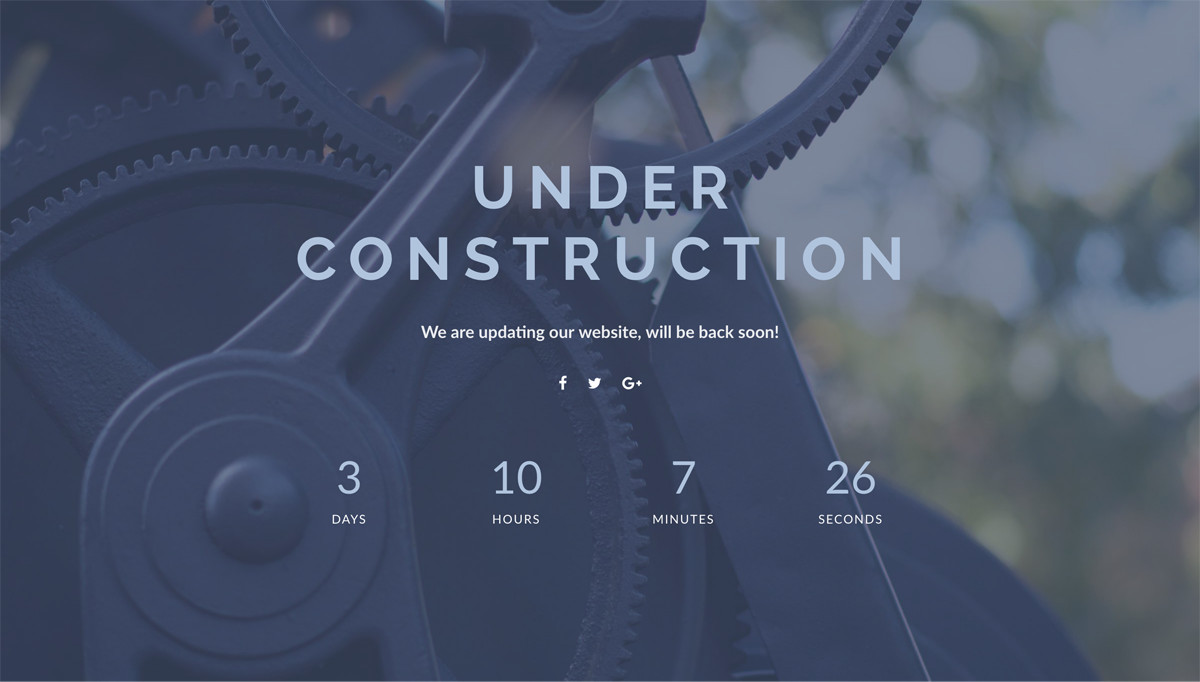 UNDER
CONSTRUCTION
We are updating our website, will be back soon!
G+
3 10 7 26
DAYS HOURS MINUTES SECONDS